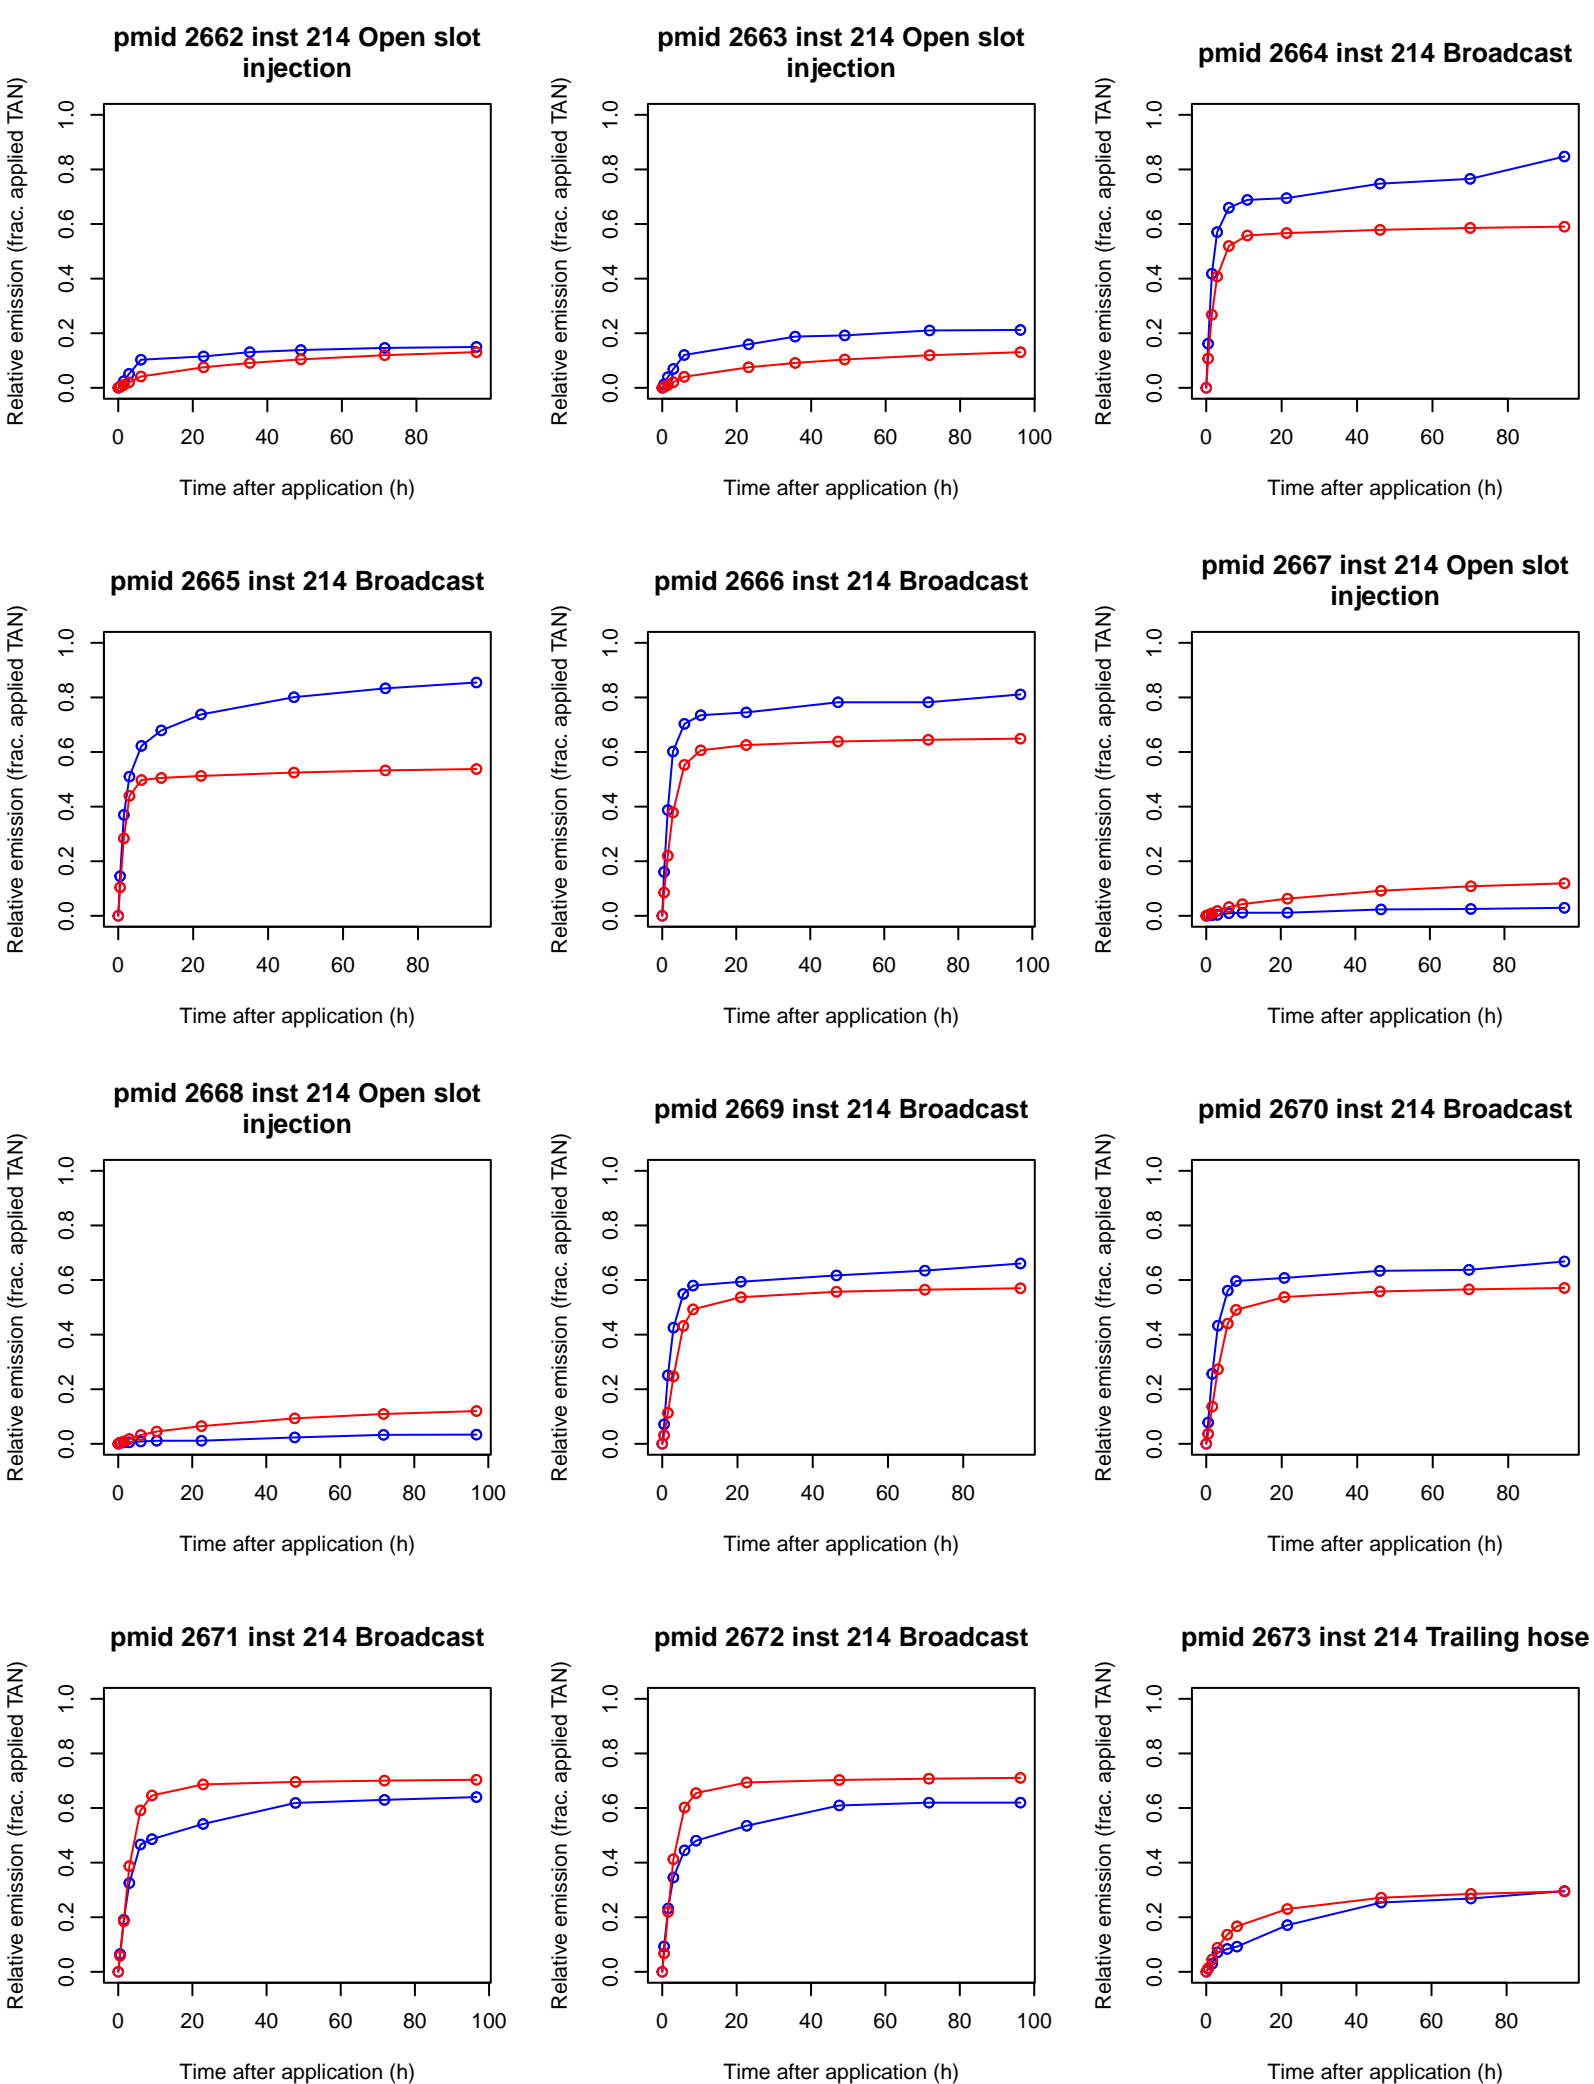 pmid 2662 inst 214 Open slot
injection
Relative emission (frac. applied TAN)
1.0
0.8
0.6
0.4
0.2
0.0
0 20 40 60 80
Time after application (h)
pmid 2663 inst 214 Open slot
injection
Relative emission (frac. applied TAN)
1.0
0.8
0.6
0.4
0.2
0.0
0 20 40 60 80 100
Time after application (h)
pmid 2664 inst 214 Broadcast
Relative emission (frac. applied TAN)
1.0
0.8
0.6
0.4
0.2
0.0
0 20 40 60 80
Time after application (h)
pmid 2665 inst 214 Broadcast
Relative emission (frac. applied TAN)
1.0
0.8
0.6
0.4
0.2
0.0
0 20 40 60 80
Time after application (h)
pmid 2666 inst 214 Broadcast
Relative emission (frac. applied TAN)
1.0
0.8
0.6
0.4
0.2
0.0
0 20 40 60 80 100
Time after application (h)
pmid 2667 inst 214 Open slot
injection
Relative emission (frac. applied TAN)
1.0
0.8
0.6
0.4
0.2
0.0
0 20 40 60 80
Time after application (h)
pmid 2668 inst 214 Open slot
injection
Relative emission (frac. applied TAN)
1.0
0.8
0.6
0.4
0.2
0.0
0 20 40 60 80 100
Time after application (h)
pmid 2669 inst 214 Broadcast
Relative emission (frac. applied TAN)
1.0
0.8
0.6
0.4
0.2
0.0
0 20 40 60 80
Time after application (h)
pmid 2670 inst 214 Broadcast
Relative emission (frac. applied TAN)
1.0
0.8
0.6
0.4
0.2
0.0
0 20 40 60 80
Time after application (h)
pmid 2671 inst 214 Broadcast
Relative emission (frac. applied TAN)
1.0
0.8
0.6
0.4
0.2
0.0
0 20 40 60 80 100
Time after application (h)
pmid 2672 inst 214 Broadcast
Relative emission (frac. applied TAN)
1.0
0.8
0.6
0.4
0.2
0.0
0 20 40 60 80 100
Time after application (h)
pmid 2673 inst 214 Trailing hose
Relative emission (frac. applied TAN)
1.0
0.8
0.6
0.4
0.2
0.0
0 20 40 60 80
Time after application (h)